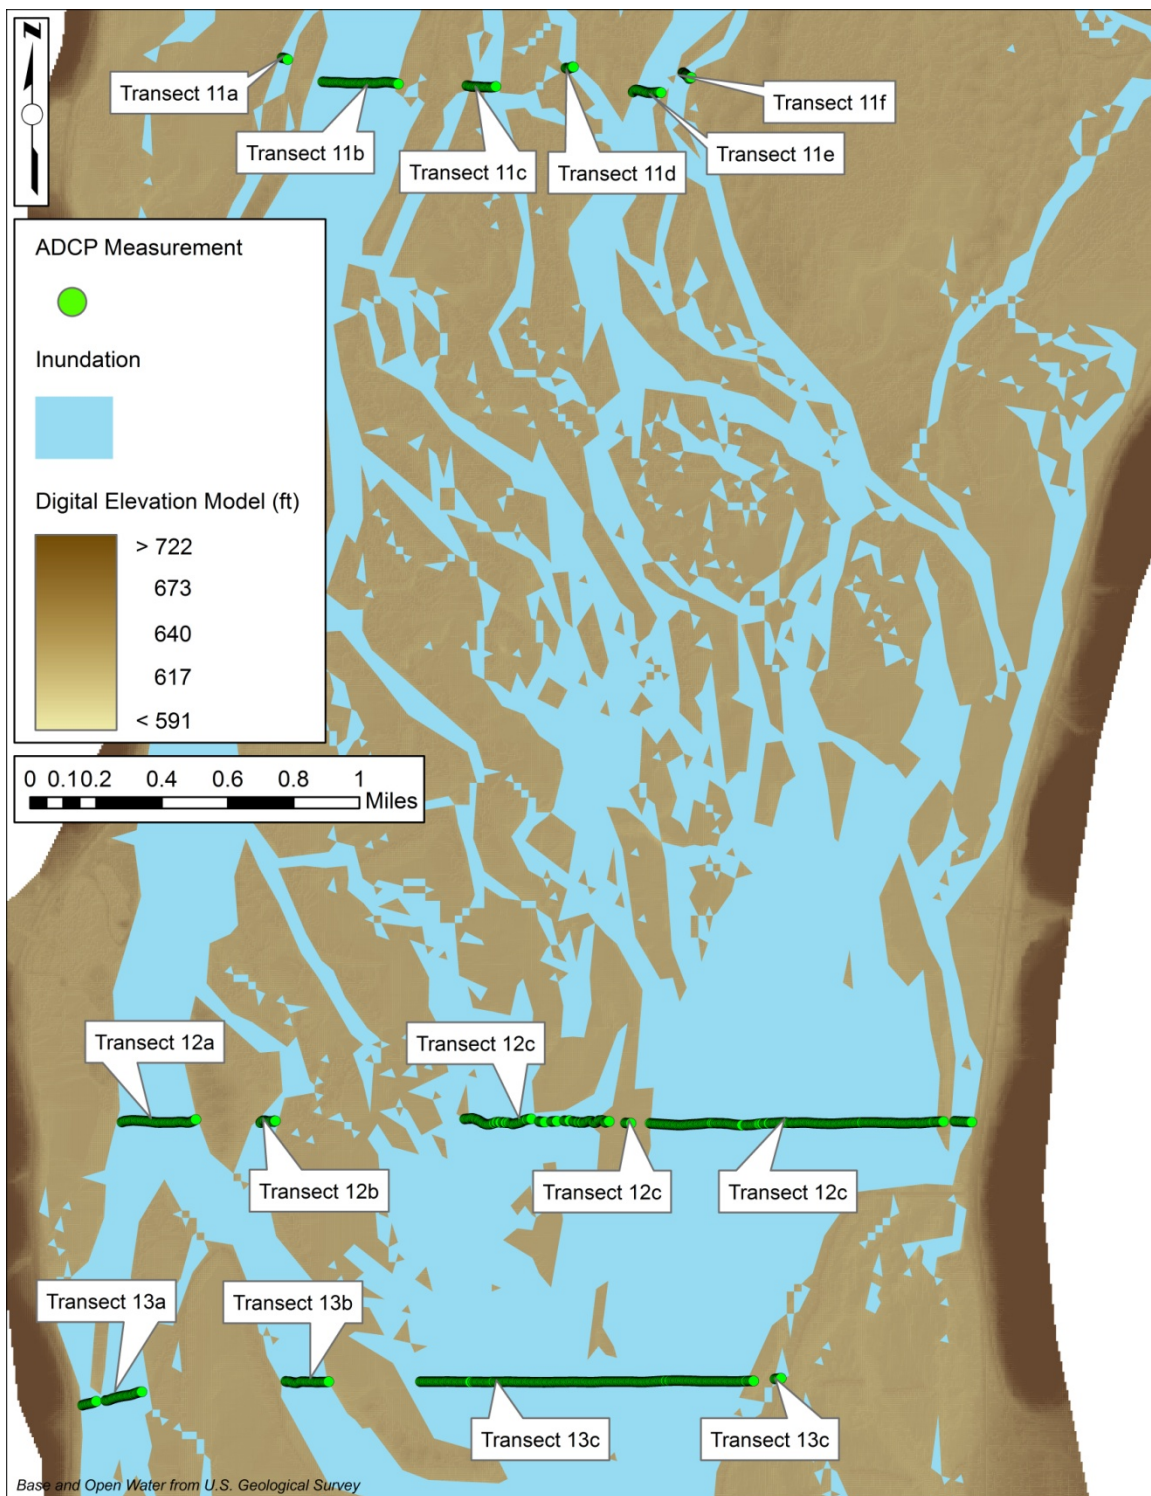 N
Transect 11a
Transect 11b
Transect 11c
Transect 11d
Transect 11e
Transect 11f
ADCP Measurement
Inundation
Digital Elevation Model (ft)
> 722
673
640
617
< 591
0 0.1 0.2 0.4 0.6 0.8 1
Miles
Transect 12a
Transect 12c
Transect 12b
Transect 12c
Transect 12c
Transect 13a
Transect 13b
Transect 13c
Transect 13c
Base and Open Water from U.S. Geological Survey